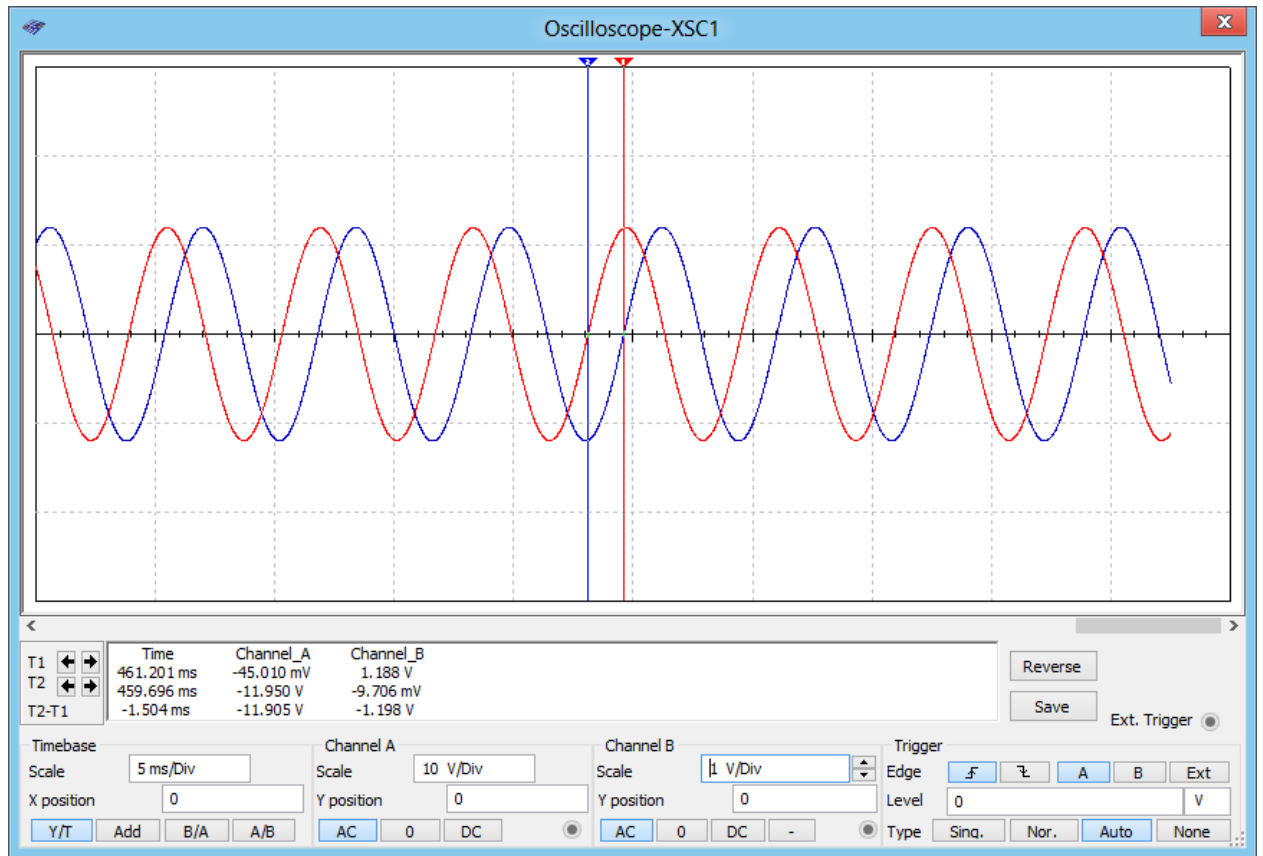 Oscilloscope-XSC1
x
2 1
Time Channel_A Channel_B
T1 461.201 ms -45.010 mV 1.188 V
T2 459.696 ms -11.950 V -9.706 mV
T2-T1 -1.504 ms -11.905 V -1.198 V
Reverse
Save
Ext. Trigger
Timebase
Scale 5 ms/Div
X position 0
Y/T Add B/A A/B
Channel A
Scale 10 V/Div
Y position 0
AC 0 DC
Channel B
Scale 1 V/Div
Y position 0
AC 0 DC -
Trigger
Edge A B Ext
Level 0 V
Type Sing. Nor. Auto None